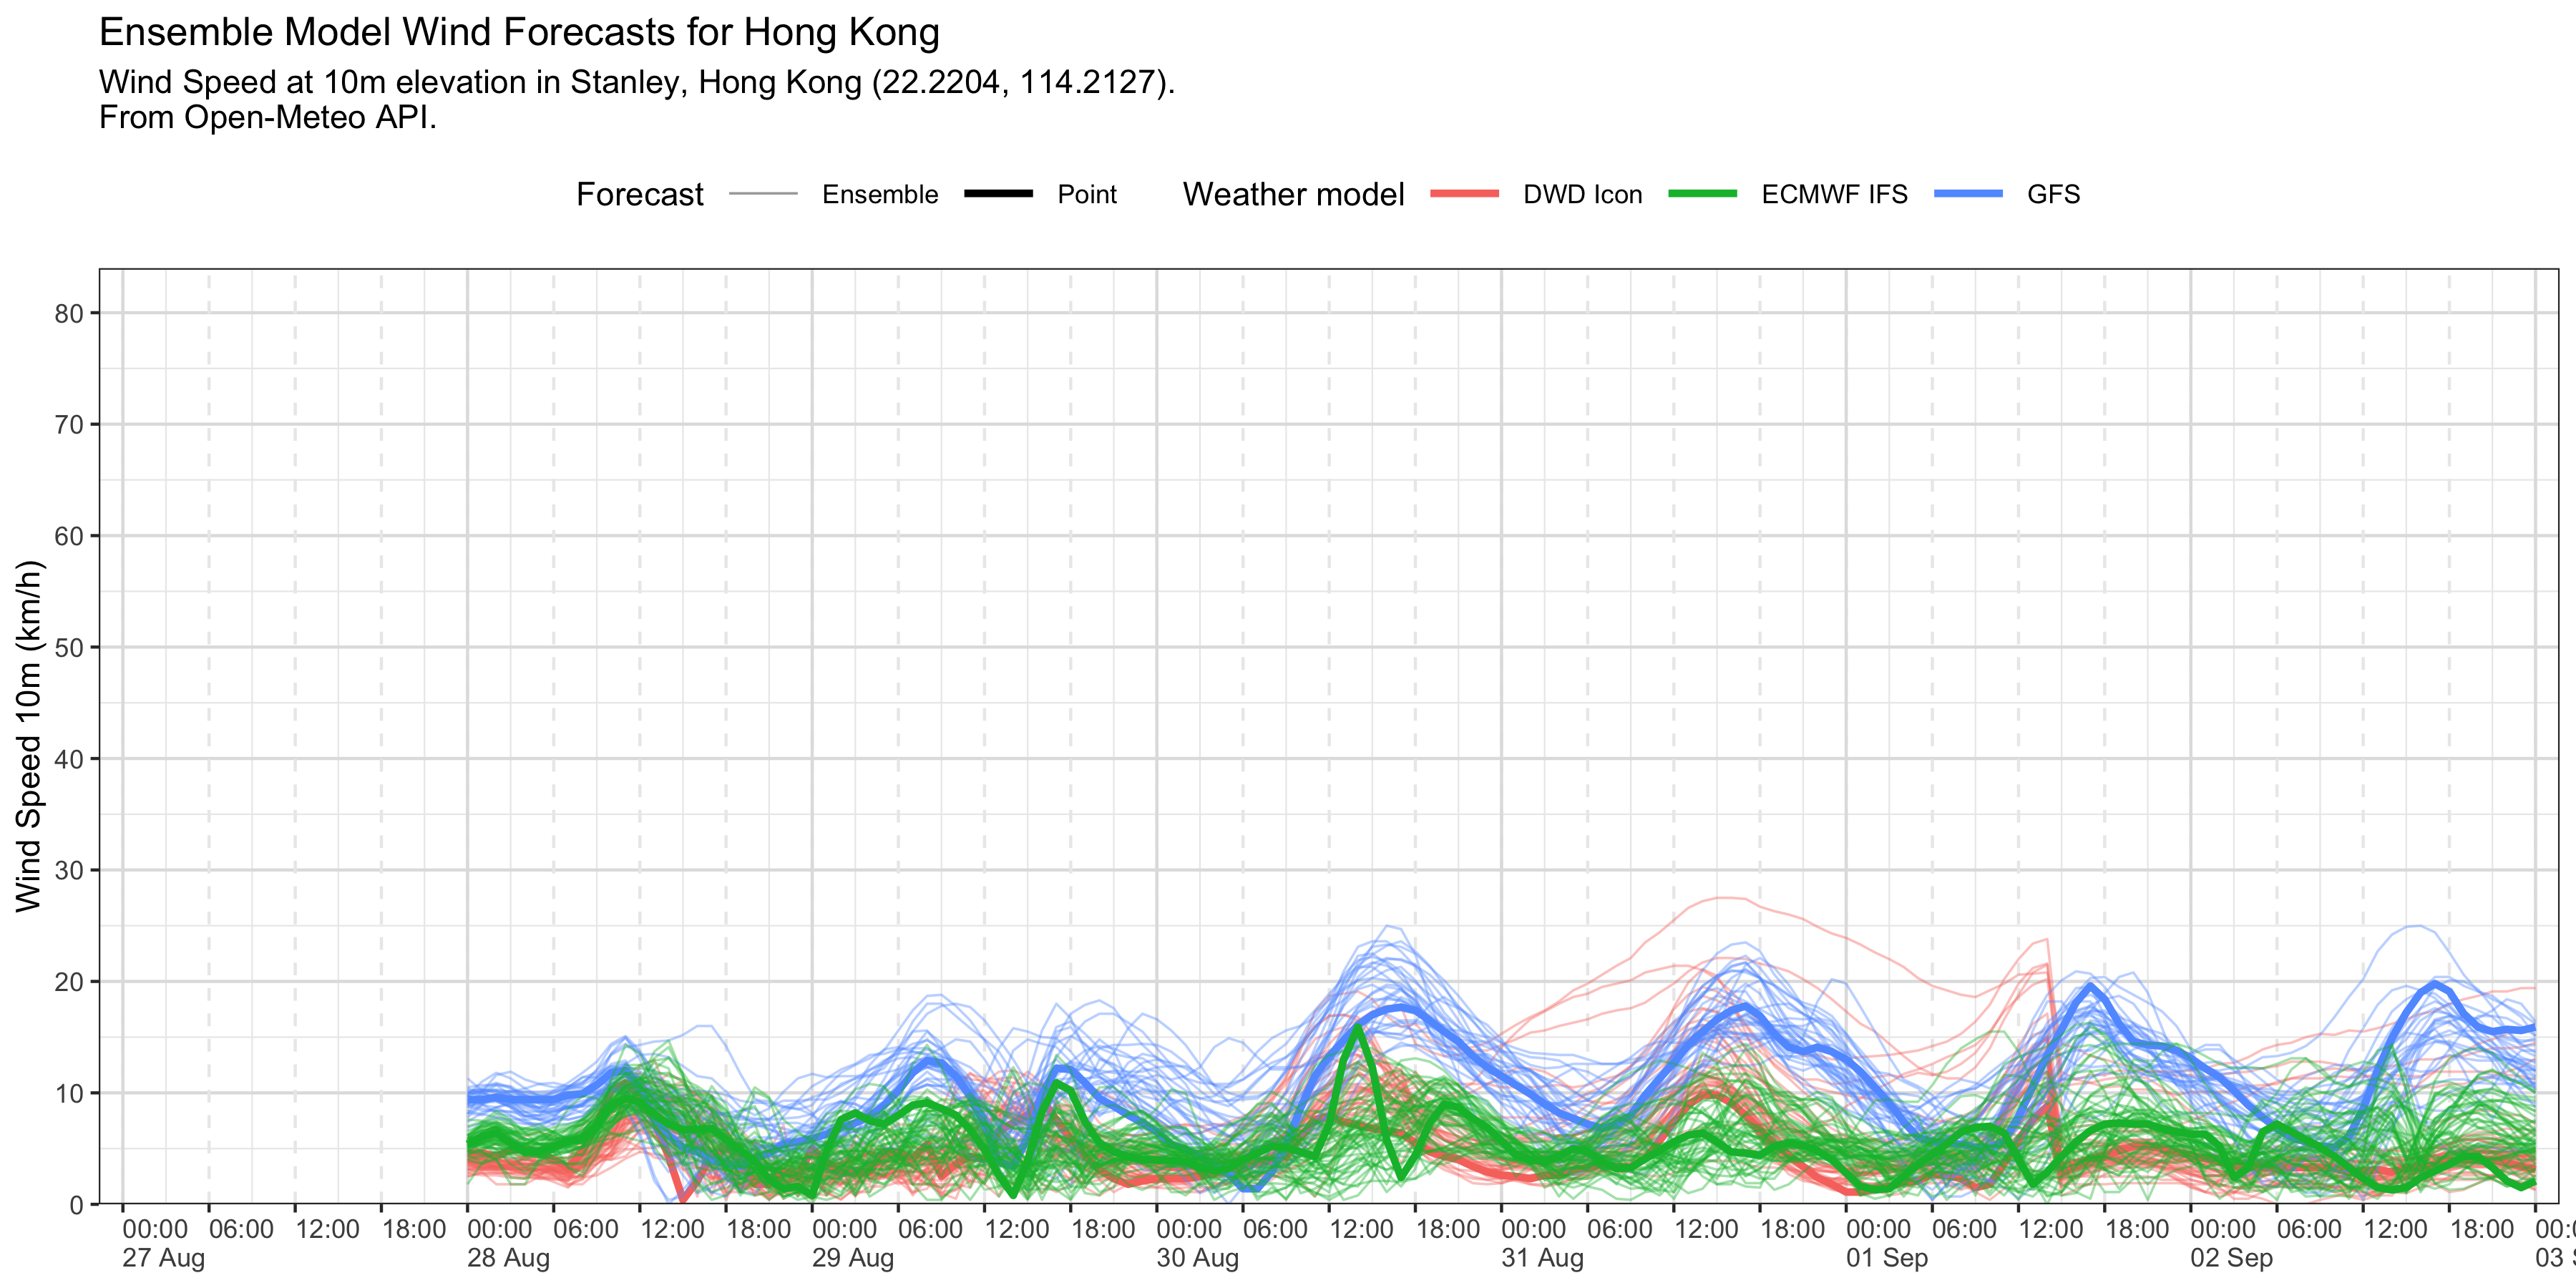 Ensemble Model Wind Forecasts for Hong Kong
Wind Speed at 10m elevation in Stanley, Hong Kong (22.2204, 114.2127).
From Open-Meteo API.
Forecast Ensemble Point Weather model DWD Icon ECMWF IFS GFS
Wind Speed 10m (km/h)
80
70
60
50
40
30
20
10
0
00:00 06:00 12:00 18:00 00:00 06:00 12:00 18:00 00:00 06:00 12:00 18:00 00:00 06:00 12:00 18:00 00:00 06:00 12:00 18:00 00:00 06:00 12:00 18:00 00:00 06:00 12:00 18:00
27 Aug 28 Aug 29 Aug 30 Aug 31 Aug 01 Sep 02 Sep 03